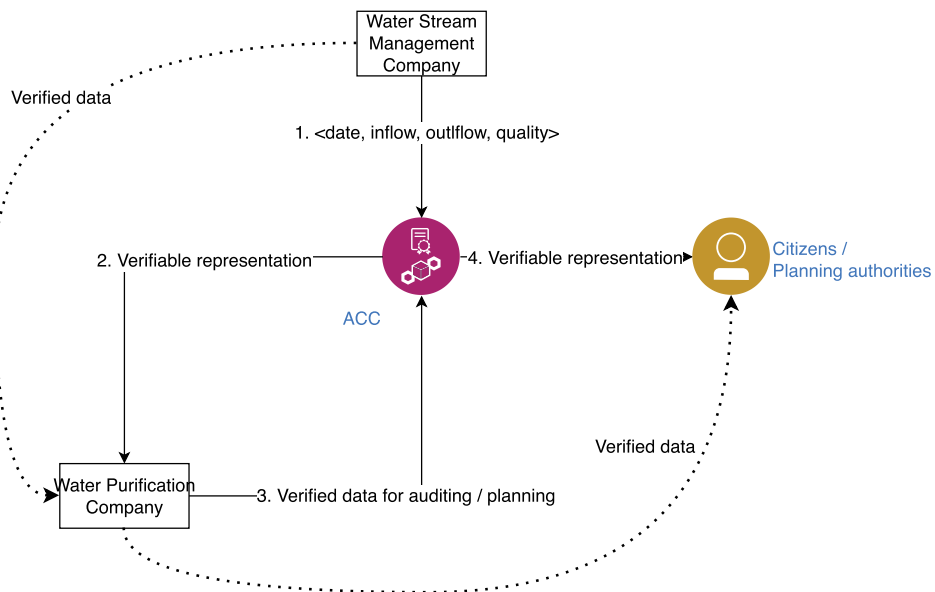 Water Stream
Management
Company
Verified data
1. <date, inflow, outlflow, quality>
2. Verifiable representation
4. Verifiable representation
Citizens /
Planning authorities
ACC
Verified data
Water Purification
Company
3. Verified data for auditing / planning